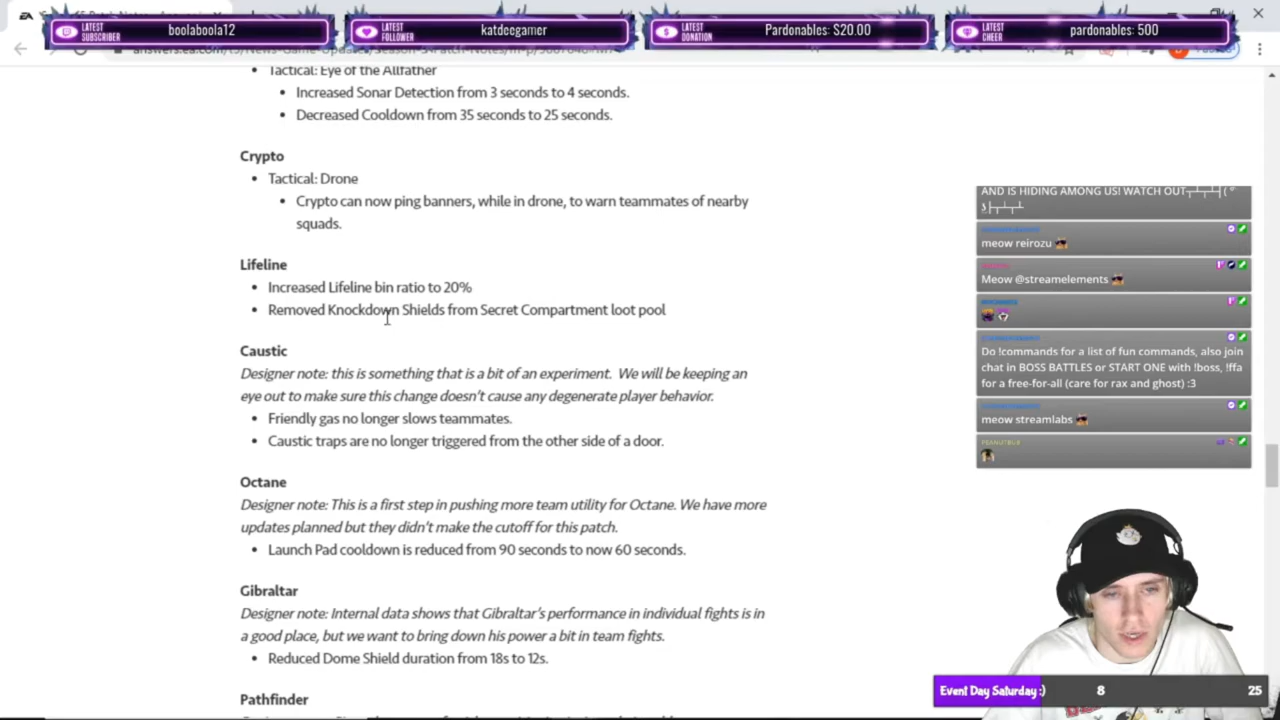 LATEST SUBSCRIBER
boolaboola12
LATEST FOLLOWER
katdeegamer
LATEST DONATION
Pardonables: $20.00
LATEST CHEER
pardonables: 500
Tactical: Eye of the Allfather
Increased Sonar Detection from 3 seconds to 4 seconds.
Decreased Cooldown from 35 seconds to 25 seconds.
Crypto
Tactical: Drone
Crypto can now ping banners, while in drone, to warn teammates of nearby
squads.
Lifeline
Increased Lifeline bin ratio to 20%
Removed Knockdown Shields from Secret Compartment loot pool
Caustic
Designer note: this is something that is a bit of an experiment. We will be keeping an
eye out to make sure this change doesn't cause any degenerate player behavior.
Friendly gas no longer slows teammates.
Caustic traps are no longer triggered from the other side of a door.
Octane
Designer note: This is a first step in pushing more team utility for Octane. We have more
updates planned but they didn't make the cutoff for this patch.
Launch Pad cooldown is reduced from 90 seconds to now 60 seconds.
Gibraltar
Designer note: Internal data shows that Gibraltar's performance in individual fights is in
a good place, but we want to bring down his power a bit in team fights.
Reduced Dome Shield duration from 18s to 12s.
Pathfinder
AND IS HIDING AMONG US! WATCH OUT
meow reirozu
Meow @streamelements
Do !commands for a list of fun commands, also join
chat in BOSS BATTLES or START ONE with !boss, !ffa
for a free-for-all (care for rax and ghost) :3
meow streamlabs
Event Day Saturday :)
8
25